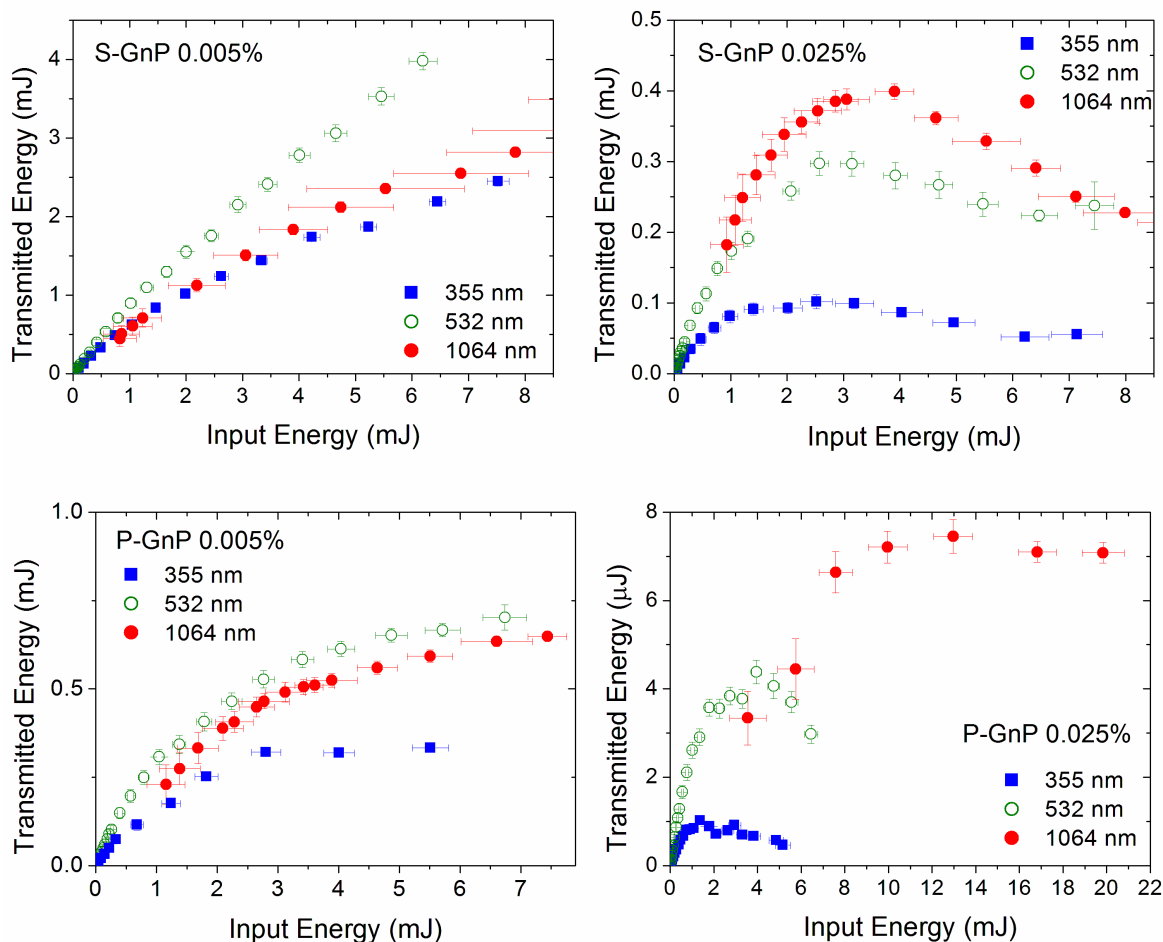 S-GnP 0.005%
Transmitted Energy (mJ)
4
3
2
1
0
355 nm
532 nm
1064 nm
0 1 2 3 4 5 6 7 8
Input Energy (mJ)
S-GnP 0.025%
Transmitted Energy (mJ)
0.5
0.4
0.3
0.2
0.1
0.0
355 nm
532 nm
1064 nm
0 1 2 3 4 5 6 7 8
Input Energy (mJ)
P-GnP 0.005%
Transmitted Energy (mJ)
1.0
0.5
0.0
355 nm
532 nm
1064 nm
0 1 2 3 4 5 6 7
Input Energy (mJ)
Transmitted Energy (μJ)
8
6
4
2
0
P-GnP 0.025%
355 nm
532 nm
1064 nm
0 2 4 6 8 10 12 14 16 18 20 22
Input Energy (mJ)